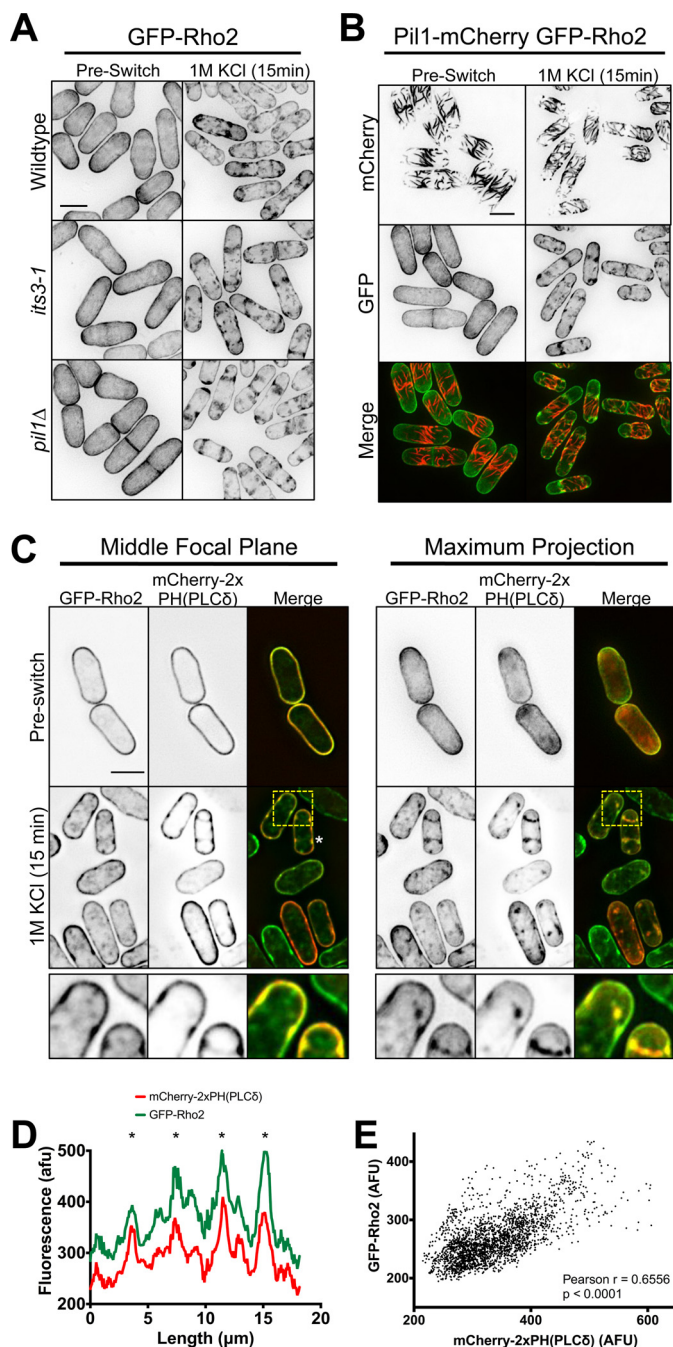 A
GFP-Rho2
Pre-Switch
1M KCl (15min)
Wildtype
its3-1
pil1Δ
B
Pil1-mCherry GFP-Rho2
Pre-Switch
1M KCl (15min)
mCherry
GFP
Merge
C
Middle Focal Plane
GFP-Rho2
mCherry-2x
PH(PLCδ)
Merge
Maximum Projection
GFP-Rho2
mCherry-2x
PH(PLCδ)
Merge
Pre-switch
1M KCl (15 min)
*
D
mCherry-2xPH(PLCδ)
GFP-Rho2
* * * *
Fluorescence (afu)
500
400
300
200
0 5 10 15 20
Length (μm)
E
GFP-Rho2 (AFU)
400
300
200
Pearson r = 0.6556
p < 0.0001
200 400 600
mCherry-2xPH(PLCδ) (AFU)